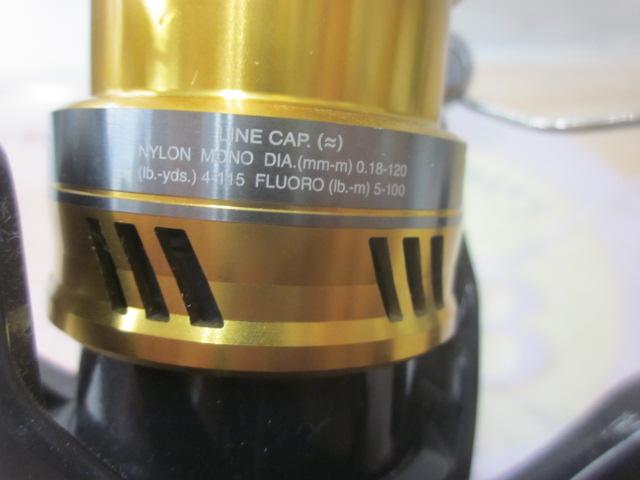 LINE CAP. (≈)
NYLON MONO DIA.(mm-m) 0.18-120
(lb.-yds.) 4-115 FLUORO (lb.-m) 5-100